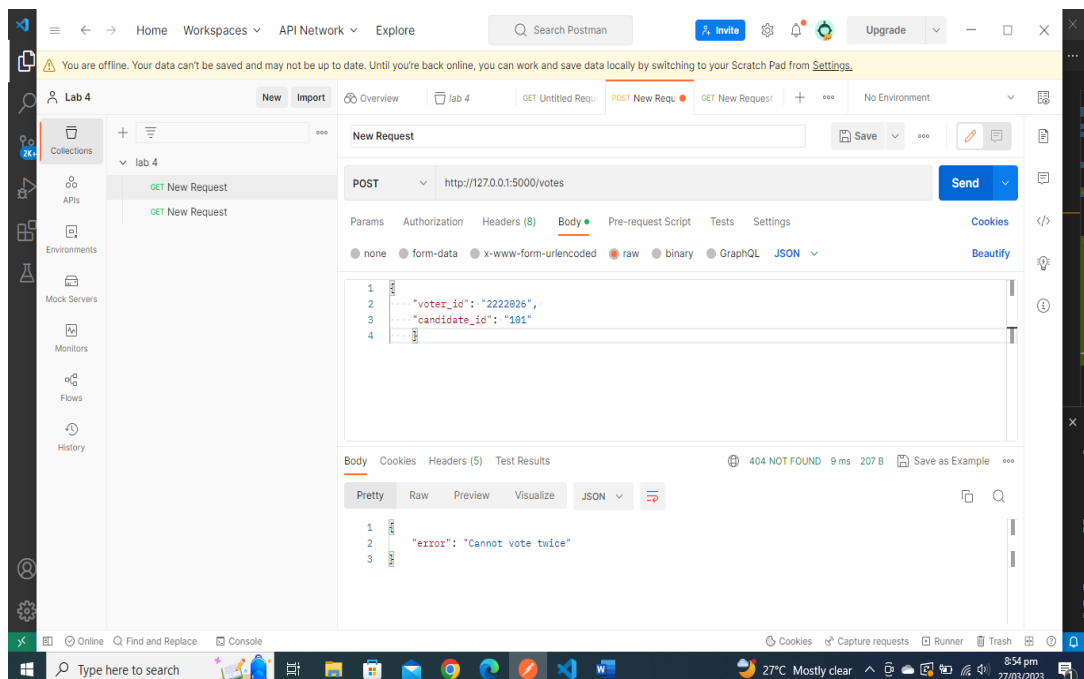 Home Workspaces API Network Explore Search Postman Invite Upgrade
You are offline. Your data can't be saved and may not be up to date. Until you're back online, you can work and save data locally by switching to your Scratch Pad from Settings.
Lab 4 New Import Overview lab 4 GET Untitled Requ POST New Requ GET New Request + No Environment
Collections
APIs
Environments
Mock Servers
Monitors
Flows
History
2K+
lab 4
GET New Request
GET New Request
New Request Save
POST http://127.0.0.1:5000/votes Send
Params Authorization Headers (8) Body Pre-request Script Tests Settings Cookies
none form-data x-www-form-urlencoded raw binary GraphQL JSON Beautify
1 {
2 "voter_id": "2222026",
3 "candidate_id": "101"
4 }
Body Cookies Headers (5) Test Results 404 NOT FOUND 9 ms 207 B Save as Example
Pretty Raw Preview Visualize JSON
1 {
2 "error": "Cannot vote twice"
3 }
Online Find and Replace Console Cookies Capture requests Runner Trash
Type here to search 27°C Mostly clear 8:54 pm
27/03/2023